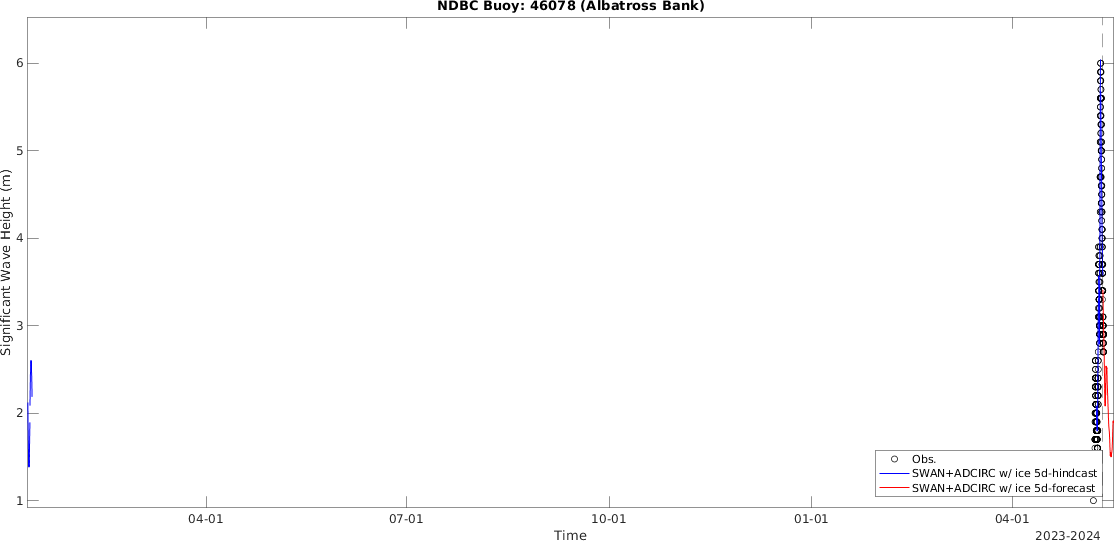 NDBC Buoy: 46078 (Albatross Bank)
6
5
4
3
2
1
Significant Wave Height (m)
Obs.
SWAN+ADCIRC w/ ice 5d-hindcast
SWAN+ADCIRC w/ ice 5d-forecast
04-01 07-01 10-01 01-01 04-01
Time
2023-2024